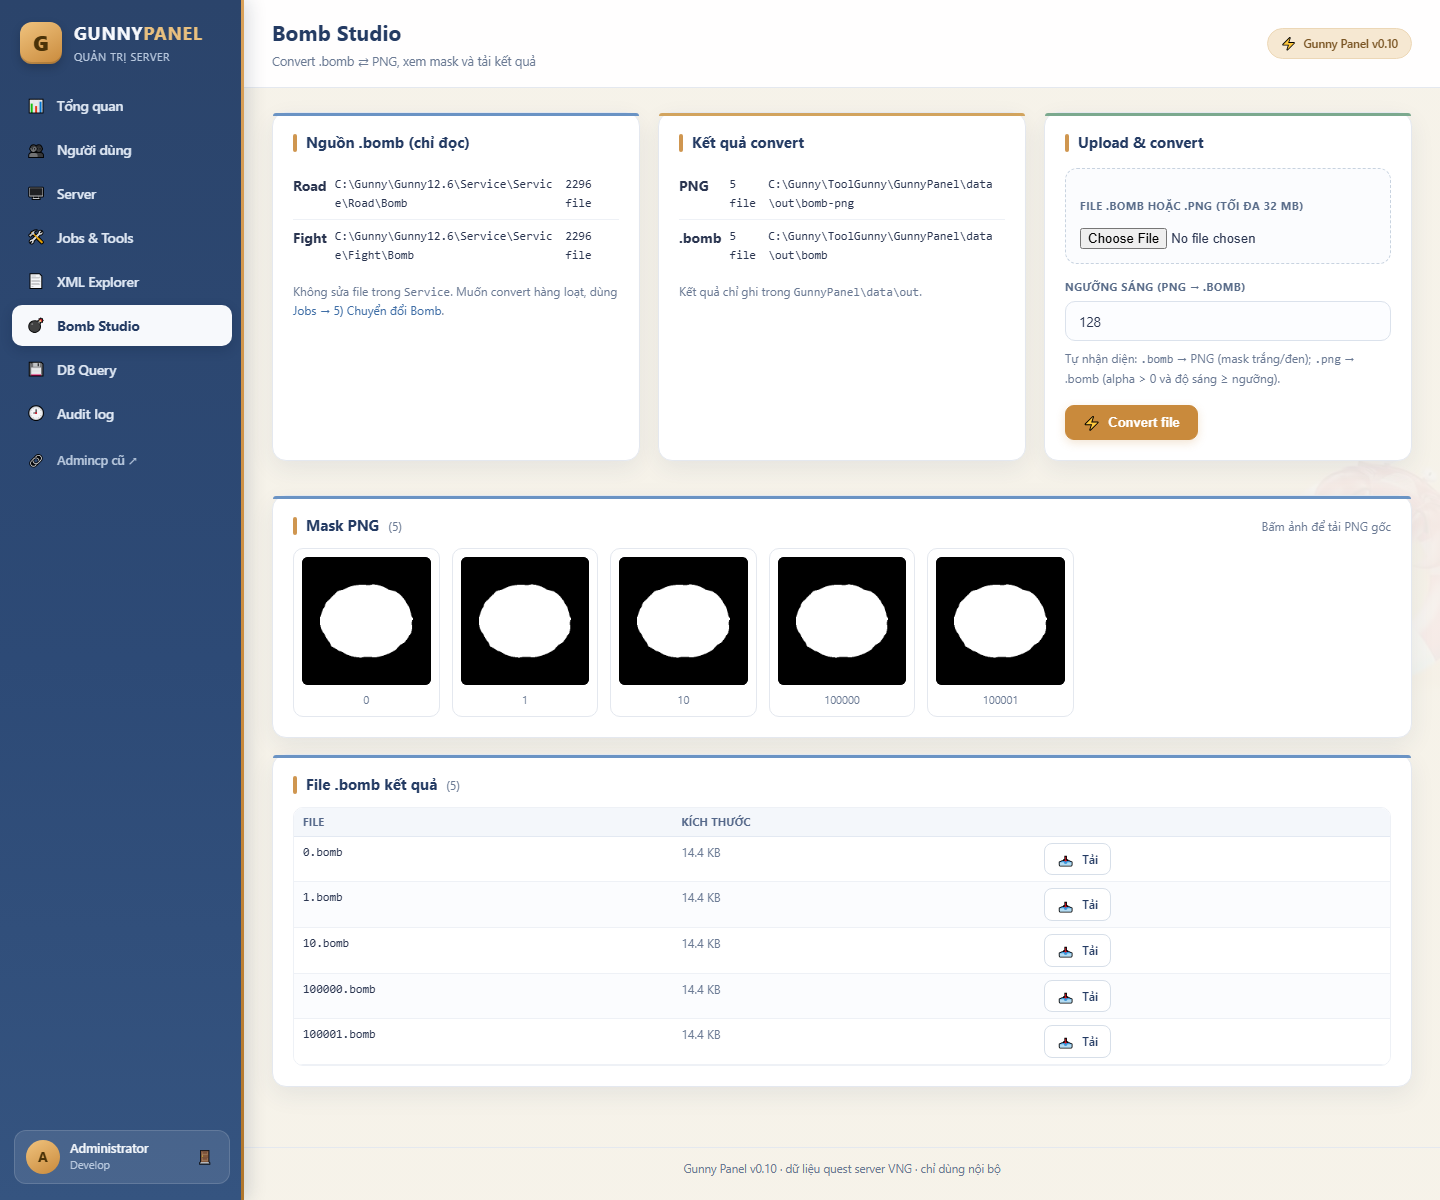 G
GUNNYPANEL
QUẢN TRỊ SERVER
Tổng quan
Người dùng
Server
Jobs & Tools
XML Explorer
Bomb Studio
DB Query
Audit log
Admincp cũ ↗
A
Administrator
Develop
Bomb Studio
Convert .bomb ⇄ PNG, xem mask và tải kết quả
Gunny Panel v0.10
Nguồn .bomb (chỉ đọc)
Road C:\Gunny\Gunny12.6\Service\Servic 2296
e\Road\Bomb file
Fight C:\Gunny\Gunny12.6\Service\Servic 2296
e\Fight\Bomb file
Không sửa file trong Service. Muốn convert hàng loạt, dùng
Jobs → 5) Chuyển đổi Bomb.
Kết quả convert
PNG 5 C:\Gunny\ToolGunny\GunnyPanel\data
file \out\bomb-png
.bomb 5 C:\Gunny\ToolGunny\GunnyPanel\data
file \out\bomb
Kết quả chỉ ghi trong GunnyPanel\data\out.
Upload & convert
FILE .BOMB HOẶC .PNG (TỐI ĐA 32 MB)
Choose File No file chosen
NGƯỠNG SÁNG (PNG → .BOMB)
128
Tự nhận diện: .bomb → PNG (mask trắng/đen); .png →
.bomb (alpha > 0 và độ sáng ≥ ngưỡng).
Convert file
Mask PNG (5)
Bấm ảnh để tải PNG gốc
0
1
10
100000
100001
File .bomb kết quả (5)
FILE KÍCH THƯỚC
0.bomb 14.4 KB Tải
1.bomb 14.4 KB Tải
10.bomb 14.4 KB Tải
100000.bomb 14.4 KB Tải
100001.bomb 14.4 KB Tải
Gunny Panel v0.10 · dữ liệu quest server VNG · chỉ dùng nội bộ